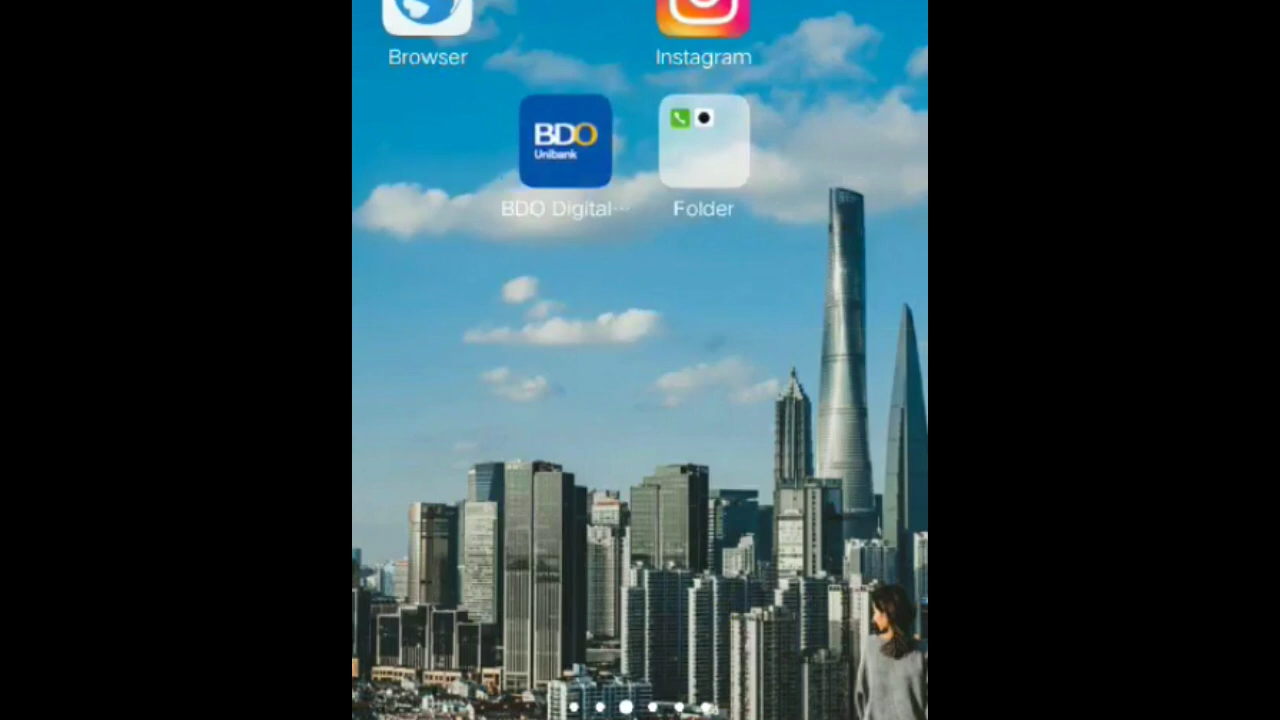 Browser
Instagram
BDO
Unibank
BDO Digital...
Folder